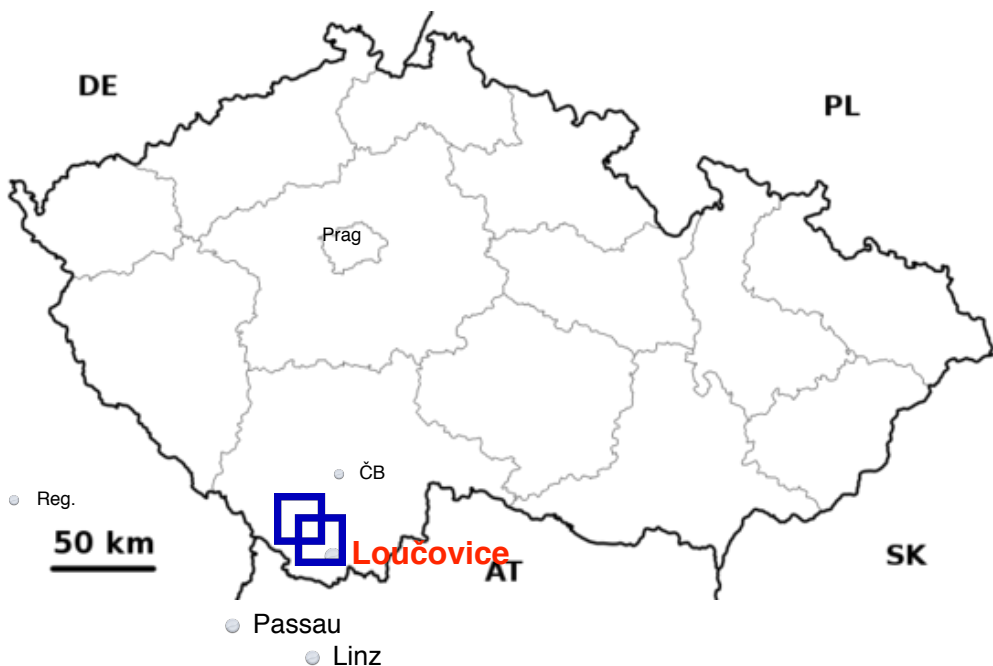 DE
PL
Prag
ČB
Reg.
50 km
Loučovice
AT
SK
Passau
Linz